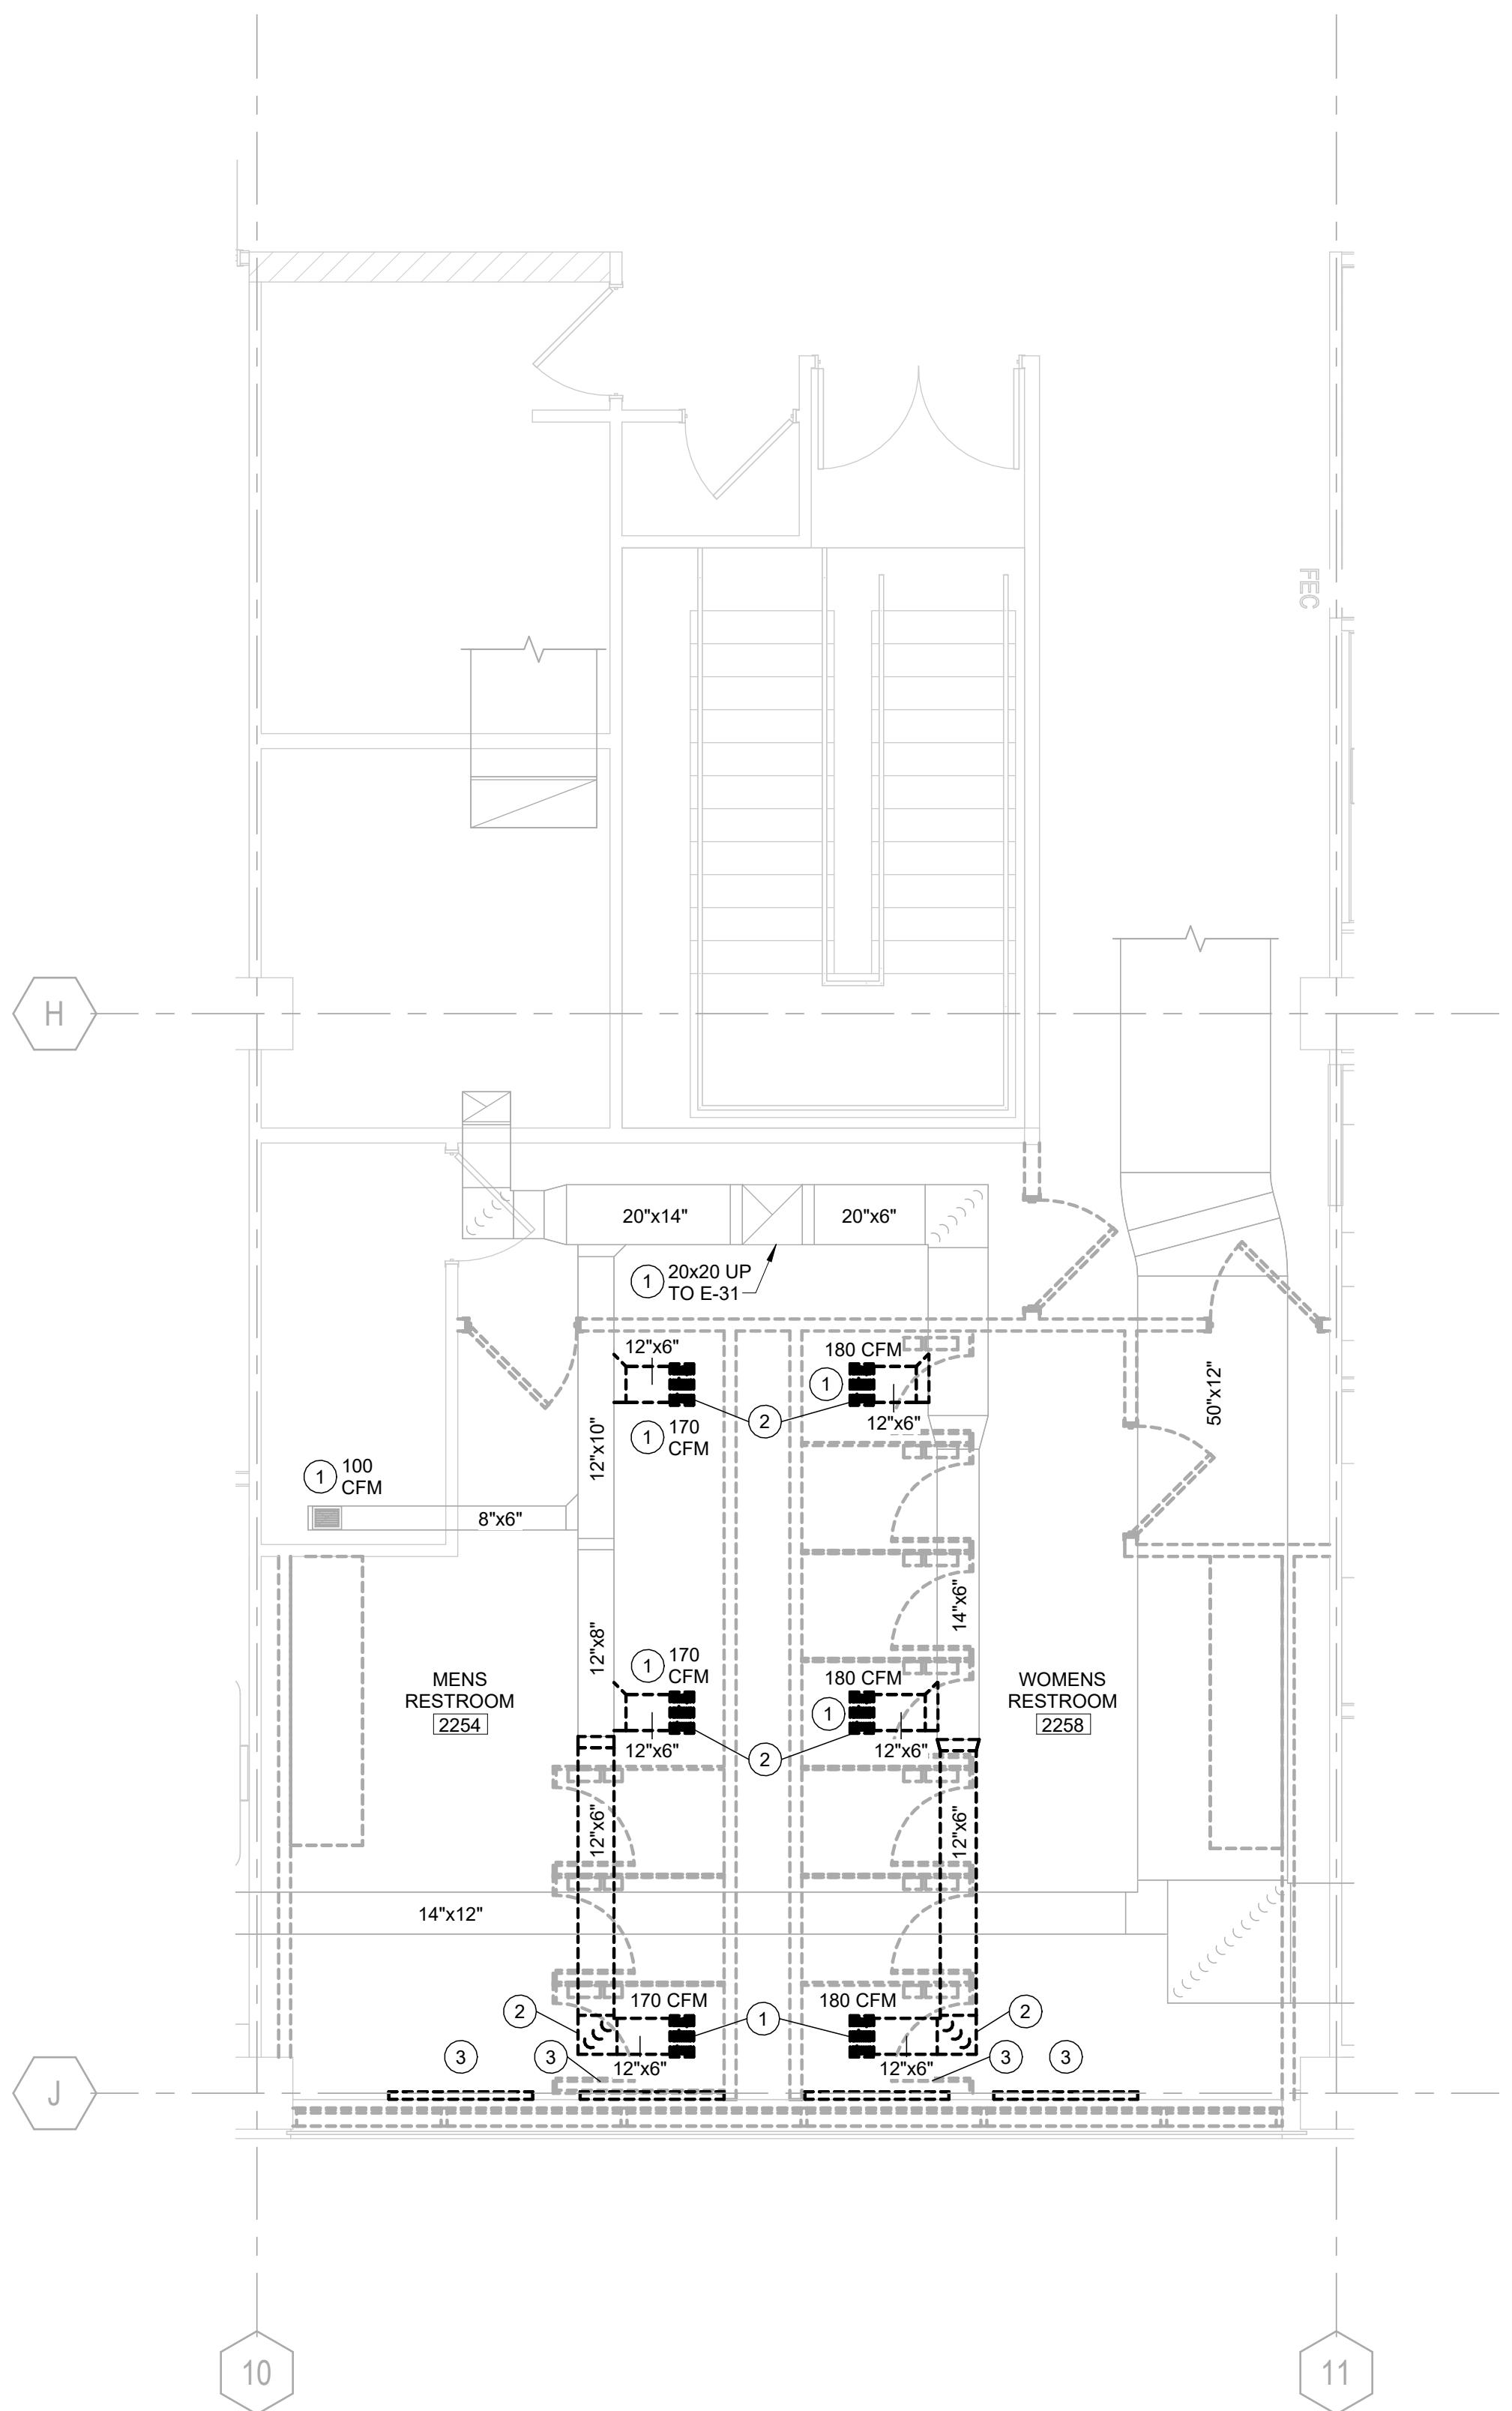 FEC
H
20"x14"
20"x6"
1
20x20 UP
TO E-31
12"x6"
180 CFM
1
2
12"x6"
1
170
CFM
50"x12"
12"x10"
1
100
CFM
8"x6"
14"x6"
12"x8"
1
170
CFM
180 CFM
1
MENS
RESTROOM
2254
WOMENS
RESTROOM
2258
12"x6"
2
12"x6"
12"x6"
12"x6"
14"x12"
2
170 CFM
1
180 CFM
2
3
3
12"x6"
12"x6"
3
3
J
10
11